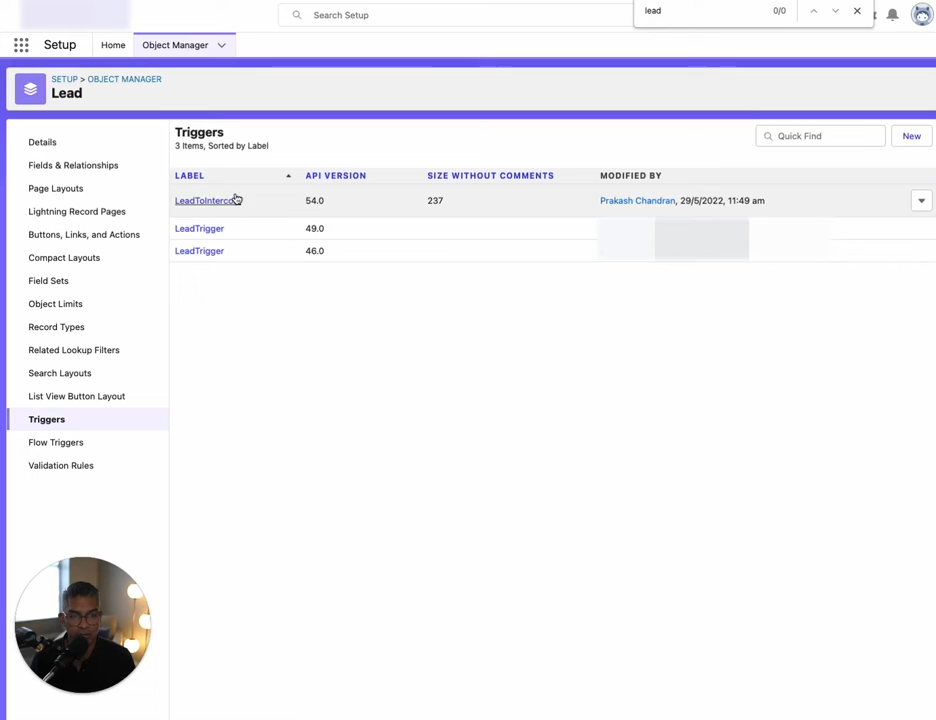 Search Setup
lead
0/0
Setup
Home
Object Manager
SETUP > OBJECT MANAGER
Lead
Details
Fields & Relationships
Page Layouts
Lightning Record Pages
Buttons, Links, and Actions
Compact Layouts
Field Sets
Object Limits
Record Types
Related Lookup Filters
Search Layouts
List View Button Layout
Triggers
Flow Triggers
Validation Rules
Triggers
3 Items, Sorted by Label
Quick Find
New
LABEL API VERSION SIZE WITHOUT COMMENTS MODIFIED BY
54.0 237 Prakash Chandran, 29/5/2022, 11:49 am
LeadTrigger 49.0
LeadTrigger 46.0